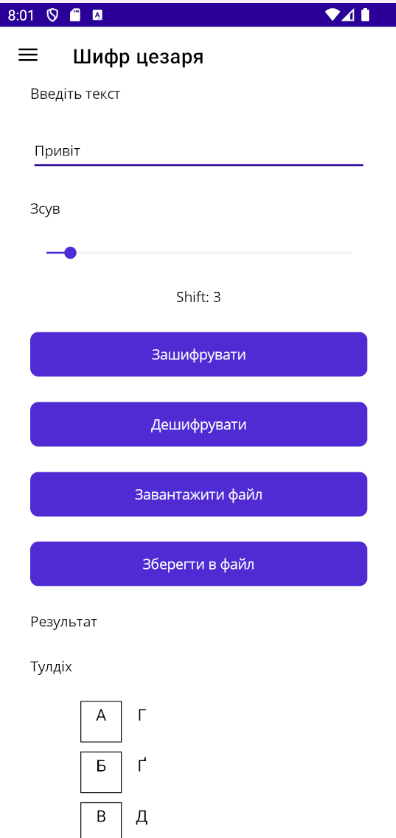 8:01
Шифр цезаря
Введіть текст
Привіт
Зсув
Shift: 3
Зашифрувати
Дешифрувати
Завантажити файл
Зберегти в файл
Результат
Тулдіх
А Г
Б Ґ
В Д